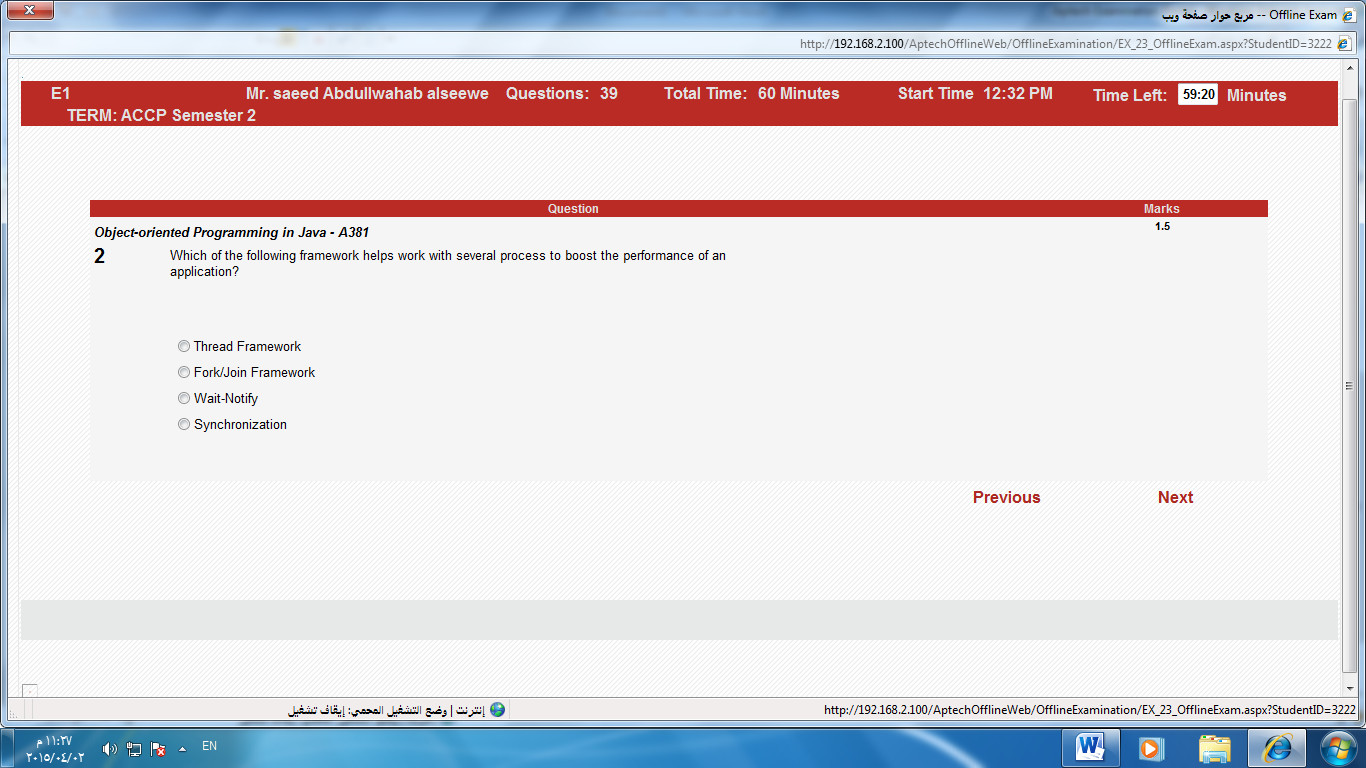 Offline Exam -- مربع حوار صفحة ويب
http://192.168.2.100/AptechOfflineWeb/OfflineExamination/EX_23_OfflineExam.aspx?StudentID=3222
E1 Mr. saeed Abdullwahab alseewe Questions: 39 Total Time: 60 Minutes Start Time 12:32 PM Time Left: 59:20 Minutes
TERM: ACCP Semester 2
Question Marks
Object-oriented Programming in Java - A381 1.5
2 Which of the following framework helps work with several process to boost the performance of an
application?
Thread Framework
Fork/Join Framework
Wait-Notify
Synchronization
Previous Next
إنترنت | وضع التشغيل المحمي: إيقاف تشغيل http://192.168.2.100/AptechOfflineWeb/OfflineExamination/EX_23_OfflineExam.aspx?StudentID=3222
١١:٢٧ م EN
٢٠١٥/٠٤/٠٢